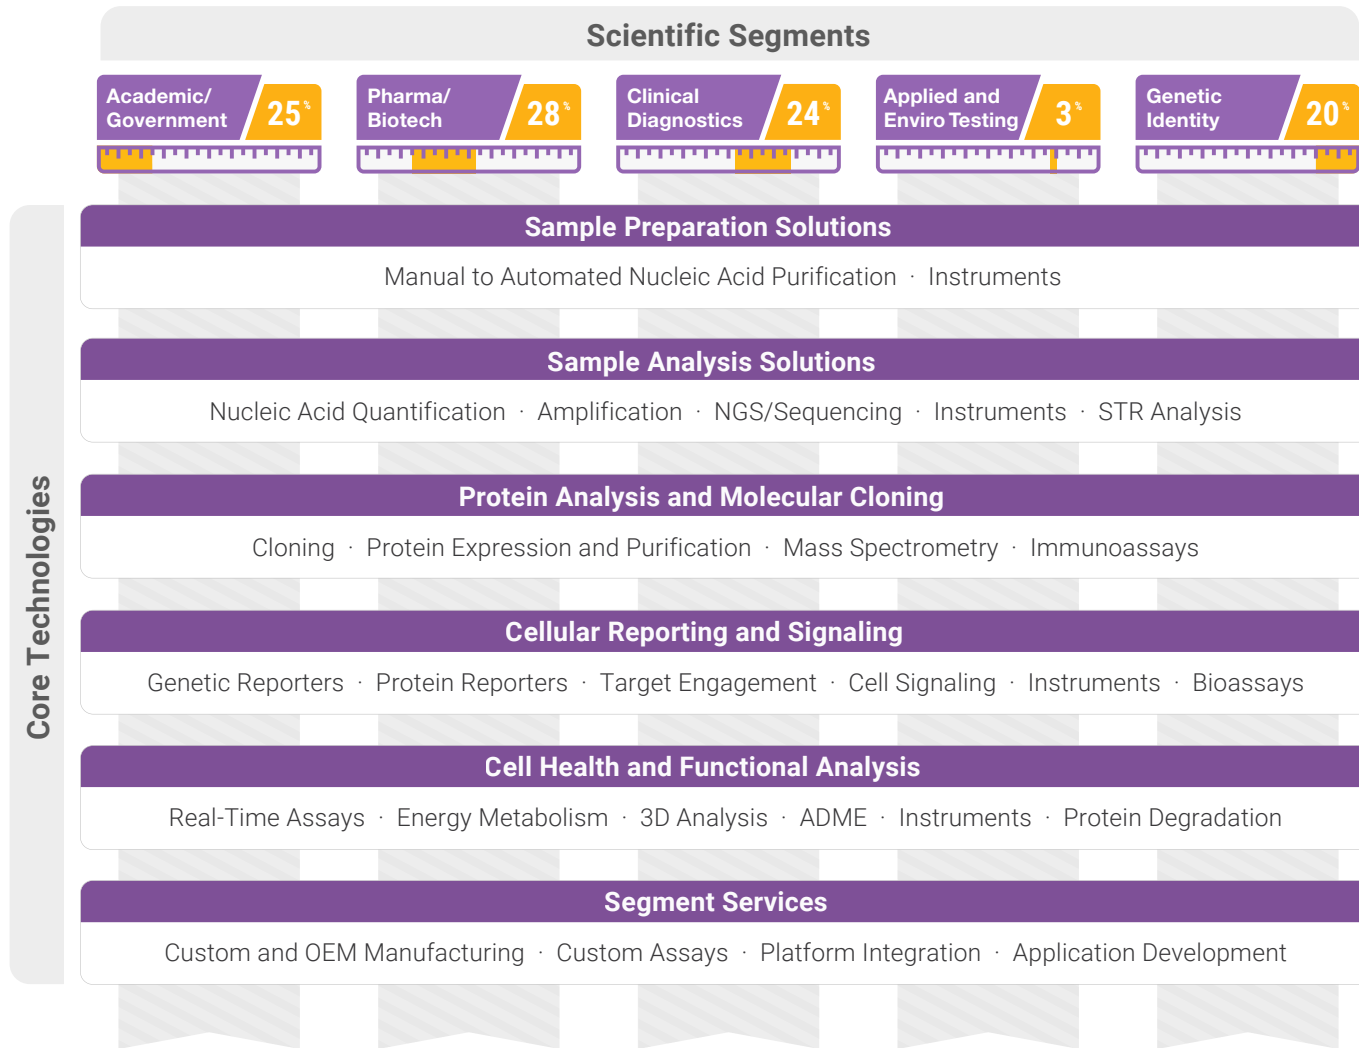 Scientific Segments
Academic/
Government
25%
Pharma/
Biotech
28%
Clinical
Diagnostics
24%
Applied and
Enviro Testing
3%
Genetic
Identity
20%
Core Technologies
Sample Preparation Solutions
Manual to Automated Nucleic Acid Purification · Instruments
Sample Analysis Solutions
Nucleic Acid Quantification · Amplification · NGS/Sequencing · Instruments · STR Analysis
Protein Analysis and Molecular Cloning
Cloning · Protein Expression and Purification · Mass Spectrometry · Immunoassays
Cellular Reporting and Signaling
Genetic Reporters · Protein Reporters · Target Engagement · Cell Signaling · Instruments · Bioassays
Cell Health and Functional Analysis
Real-Time Assays · Energy Metabolism · 3D Analysis · ADME · Instruments · Protein Degradation
Segment Services
Custom and OEM Manufacturing · Custom Assays · Platform Integration · Application Development